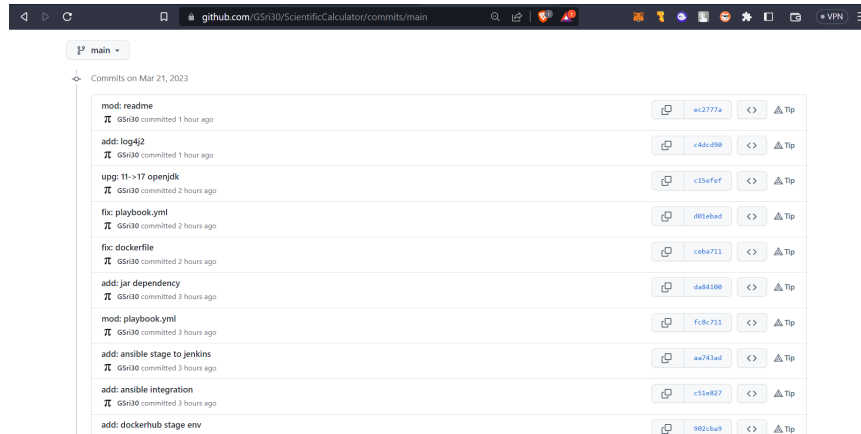 github.com/GSri30/ScientificCalculator/commits/main
VPN
main
Commits on Mar 21, 2023
mod: readme
GSri30 committed 1 hour ago
ec2777a
Tip
add: log4j2
GSri30 committed 1 hour ago
c4dcd90
Tip
upg: 11->17 openjdk
GSri30 committed 2 hours ago
c15efef
Tip
fix: playbook.yml
GSri30 committed 2 hours ago
d01ebad
Tip
fix: dockerfile
GSri30 committed 2 hours ago
ceba711
Tip
add: jar dependency
GSri30 committed 3 hours ago
da84100
Tip
mod: playbook.yml
GSri30 committed 3 hours ago
fc8c711
Tip
add: ansible stage to jenkins
GSri30 committed 3 hours ago
aa743ad
Tip
add: ansible integration
GSri30 committed 3 hours ago
c51e827
Tip
add: dockerhub stage env
902cba9
Tip